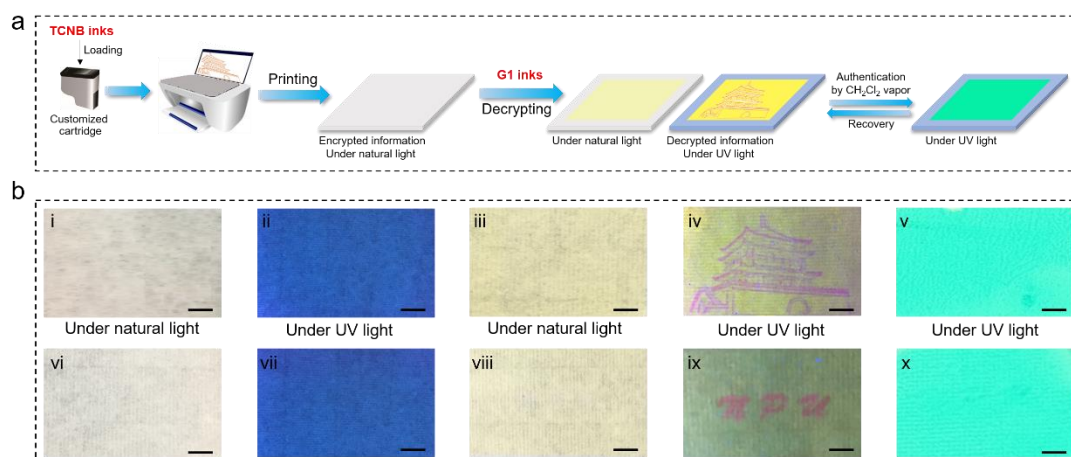 a
TCNB inks
Loading
Customized
cartridge
Printing
Encrypted information
Under natural light
G1 inks
Decrypting
Under natural light
Decrypted information
Under UV light
Authentication
by CH₂Cl₂ vapor
Recovery
Under UV light
b
i
ii
iii
iv
v
Under natural light
Under UV light
Under natural light
Under UV light
Under UV light
vi
vii
viii
ix
x
N P U